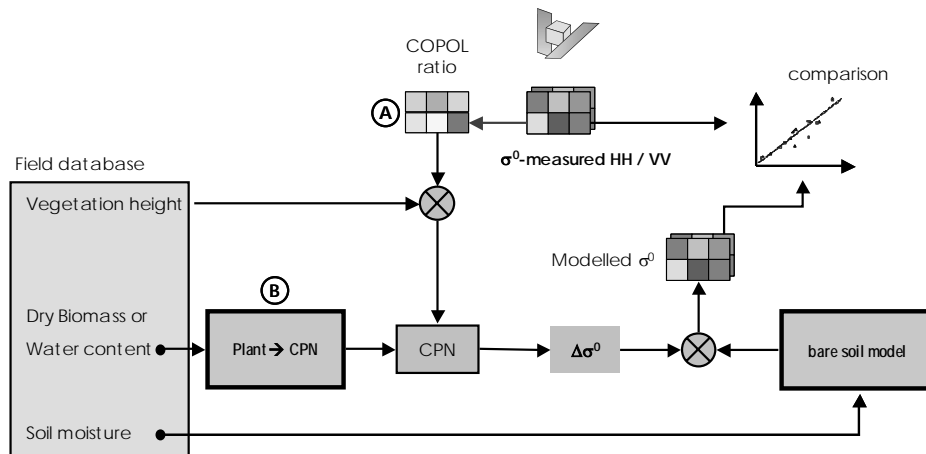 COPOL
ratio
comparison
A
σ⁰-measured HH / VV
Field database
Vegetation height
Modelled σ⁰
B
Dry Biomass or
Water content
Plant → CPN
CPN
Δσ⁰
bare soil model
Soil moisture